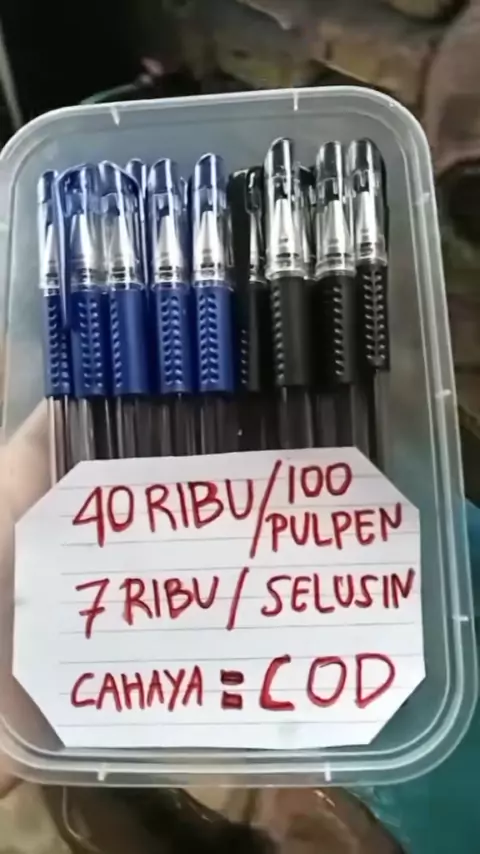 40 RIBU/100
/PULPEN
7 RIBU / SELUSIN
CAHAYA = COD